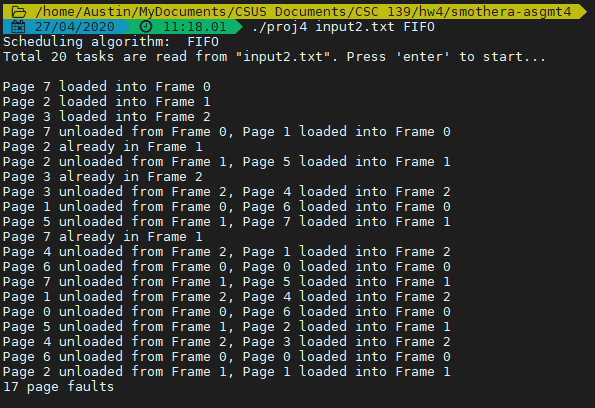 /home/Austin/MyDocuments/CSUS Documents/CSC 139/hw4/smothera-asgmt4
27/04/2020 11:18.01 ./proj4 input2.txt FIFO
Scheduling algorithm:  FIFO
Total 20 tasks are read from "input2.txt". Press 'enter' to start...
Page 7 loaded into Frame 0
Page 2 loaded into Frame 1
Page 3 loaded into Frame 2
Page 7 unloaded from Frame 0, Page 1 loaded into Frame 0
Page 2 already in Frame 1
Page 2 unloaded from Frame 1, Page 5 loaded into Frame 1
Page 3 already in Frame 2
Page 3 unloaded from Frame 2, Page 4 loaded into Frame 2
Page 1 unloaded from Frame 0, Page 6 loaded into Frame 0
Page 5 unloaded from Frame 1, Page 7 loaded into Frame 1
Page 7 already in Frame 1
Page 4 unloaded from Frame 2, Page 1 loaded into Frame 2
Page 6 unloaded from Frame 0, Page 0 loaded into Frame 0
Page 7 unloaded from Frame 1, Page 5 loaded into Frame 1
Page 1 unloaded from Frame 2, Page 4 loaded into Frame 2
Page 0 unloaded from Frame 0, Page 6 loaded into Frame 0
Page 5 unloaded from Frame 1, Page 2 loaded into Frame 1
Page 4 unloaded from Frame 2, Page 3 loaded into Frame 2
Page 6 unloaded from Frame 0, Page 0 loaded into Frame 0
Page 2 unloaded from Frame 1, Page 1 loaded into Frame 1
17 page faults